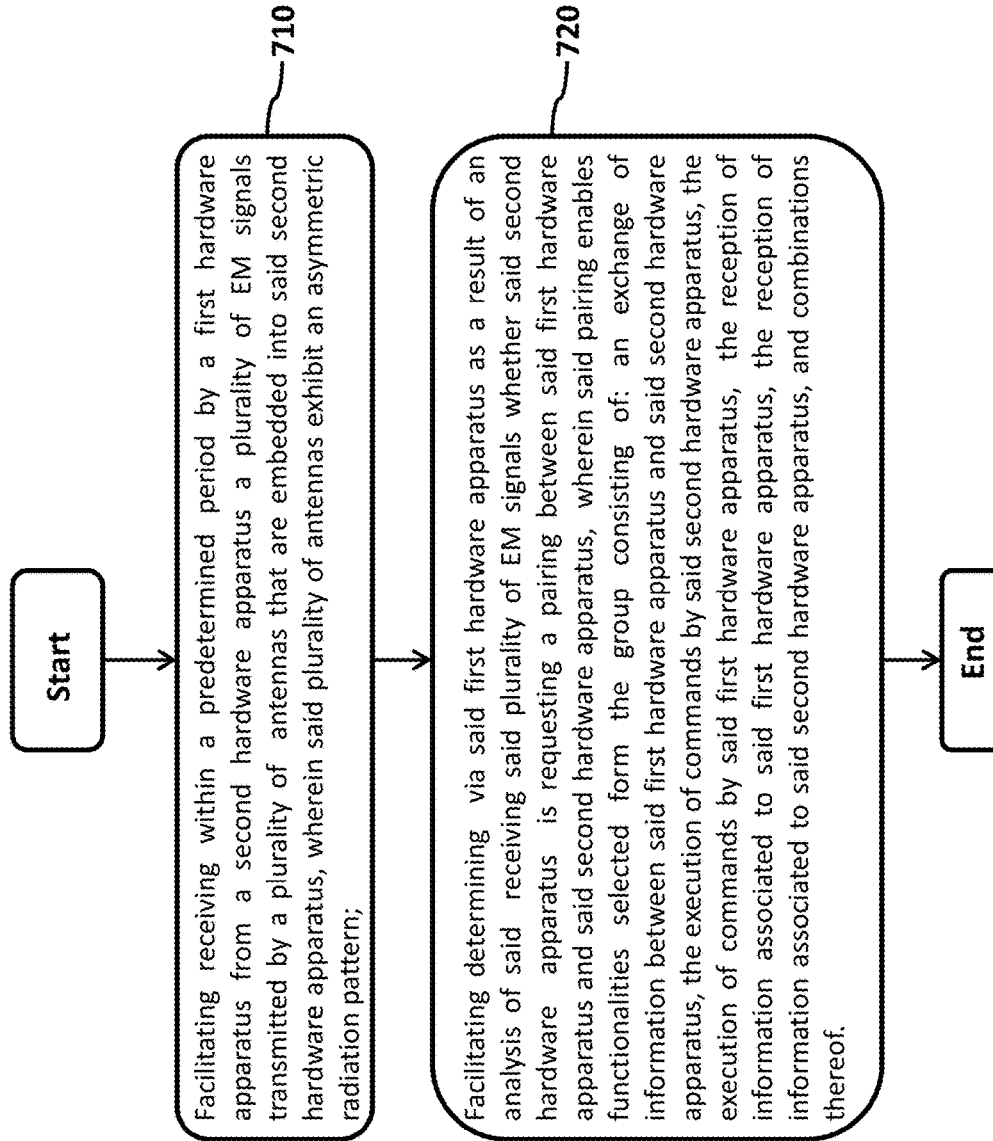 Start
Facilitating receiving within a predetermined period by a first hardware
apparatus from a second hardware apparatus a plurality of EM signals
transmitted by a plurality of antennas that are embedded into said second
hardware apparatus, wherein said plurality of antennas exhibit an asymmetric
radiation pattern;
710
Facilitating determining via said first hardware apparatus as a result of an
analysis of said receiving said plurality of EM signals whether said second
hardware apparatus is requesting a pairing between said first hardware
apparatus and said second hardware apparatus, wherein said pairing enables
functionalities selected form the group consisting of: an exchange of
information between said first hardware apparatus and said second hardware
apparatus, the execution of commands by said second hardware apparatus, the
execution of commands by said first hardware apparatus, the reception of
information associated to said first hardware apparatus, the reception of
information associated to said second hardware apparatus, and combinations
thereof.
720
End